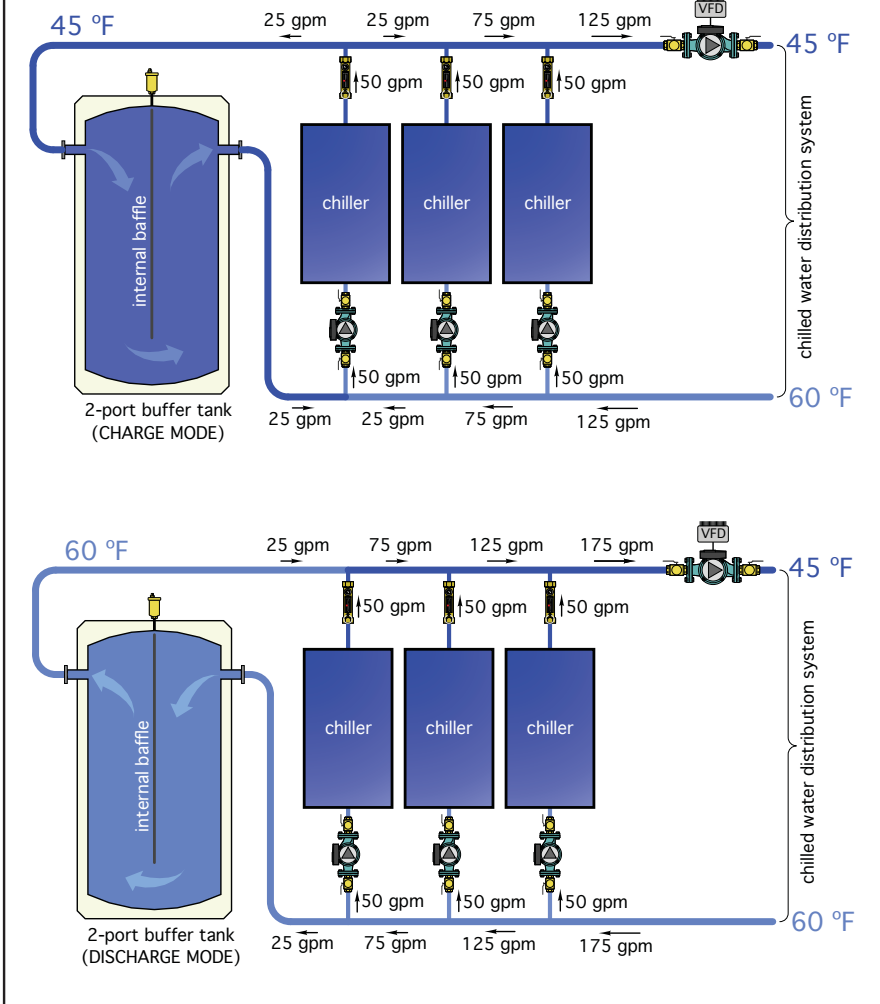 25 gpm 25 gpm 75 gpm 125 gpm VFD
45 ºF 45 ºF
50 gpm 50 gpm 50 gpm
internal baffle
chiller chiller chiller
chilled water distribution system
50 gpm 50 gpm 50 gpm
60 ºF
2-port buffer tank
(CHARGE MODE)
25 gpm 25 gpm 75 gpm 125 gpm
VFD
60 ºF 25 gpm 75 gpm 125 gpm 175 gpm
45 ºF
50 gpm 50 gpm 50 gpm
internal baffle
chiller chiller chiller
chilled water distribution system
50 gpm 50 gpm 50 gpm
60 ºF
2-port buffer tank
(DISCHARGE MODE)
25 gpm 75 gpm 125 gpm 175 gpm